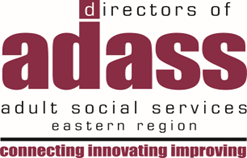 directors of
adass
adult social services
eastern region
connecting innovating improving